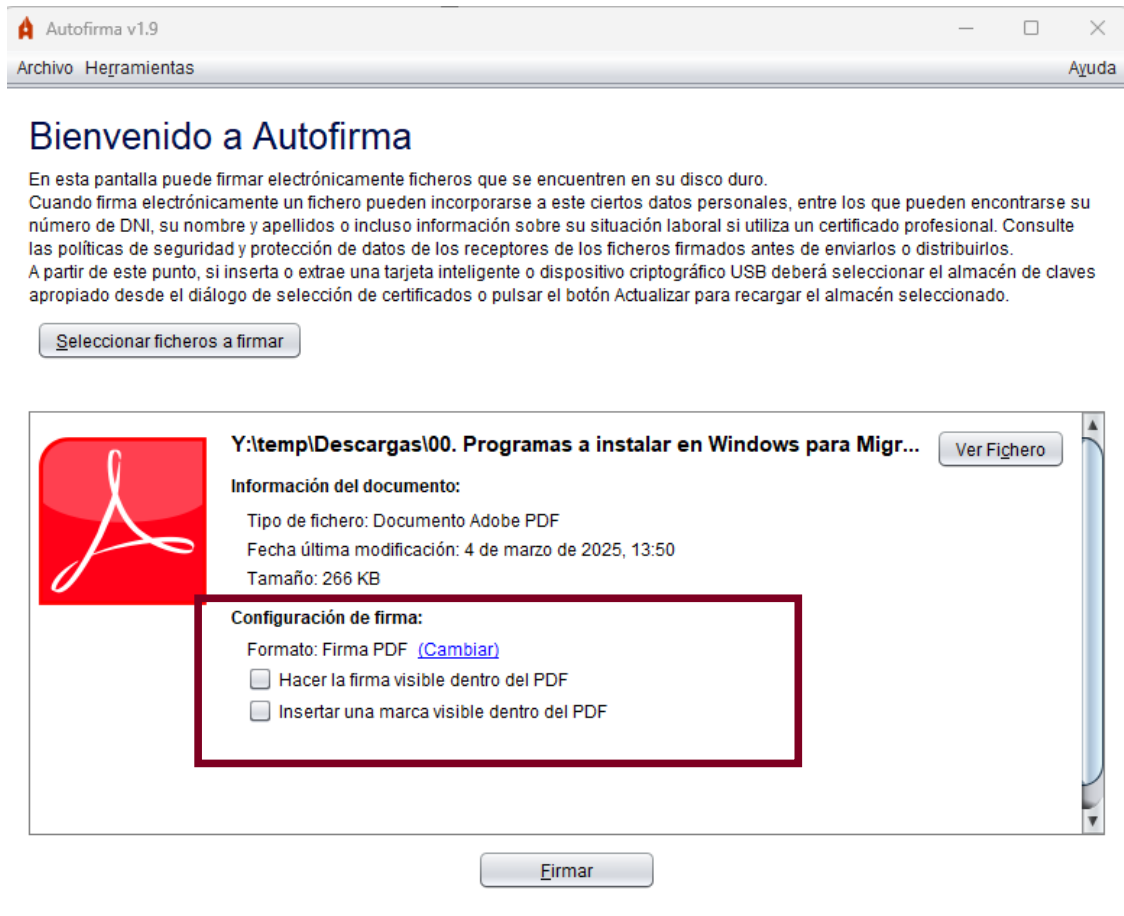 Autofirma v1.9
Archivo Herramientas Ayuda
Bienvenido a Autofirma
En esta pantalla puede firmar electrónicamente ficheros que se encuentren en su disco duro.
Cuando firma electrónicamente un fichero pueden incorporarse a este ciertos datos personales, entre los que pueden encontrarse su
número de DNI, su nombre y apellidos o incluso información sobre su situación laboral si utiliza un certificado profesional. Consulte
las políticas de seguridad y protección de datos de los receptores de los ficheros firmados antes de enviarlos o distribuirlos.
A partir de este punto, si inserta o extrae una tarjeta inteligente o dispositivo criptográfico USB deberá seleccionar el almacén de claves
apropiado desde el diálogo de selección de certificados o pulsar el botón Actualizar para recargar el almacén seleccionado.
Seleccionar ficheros a firmar
Y:\temp\Descargas\00. Programas a instalar en Windows para Migr...
Ver Fichero
Información del documento:
Tipo de fichero: Documento Adobe PDF
Fecha última modificación: 4 de marzo de 2025, 13:50
Tamaño: 266 KB
Configuración de firma:
Formato: Firma PDF (Cambiar)
Hacer la firma visible dentro del PDF
Insertar una marca visible dentro del PDF
Firmar